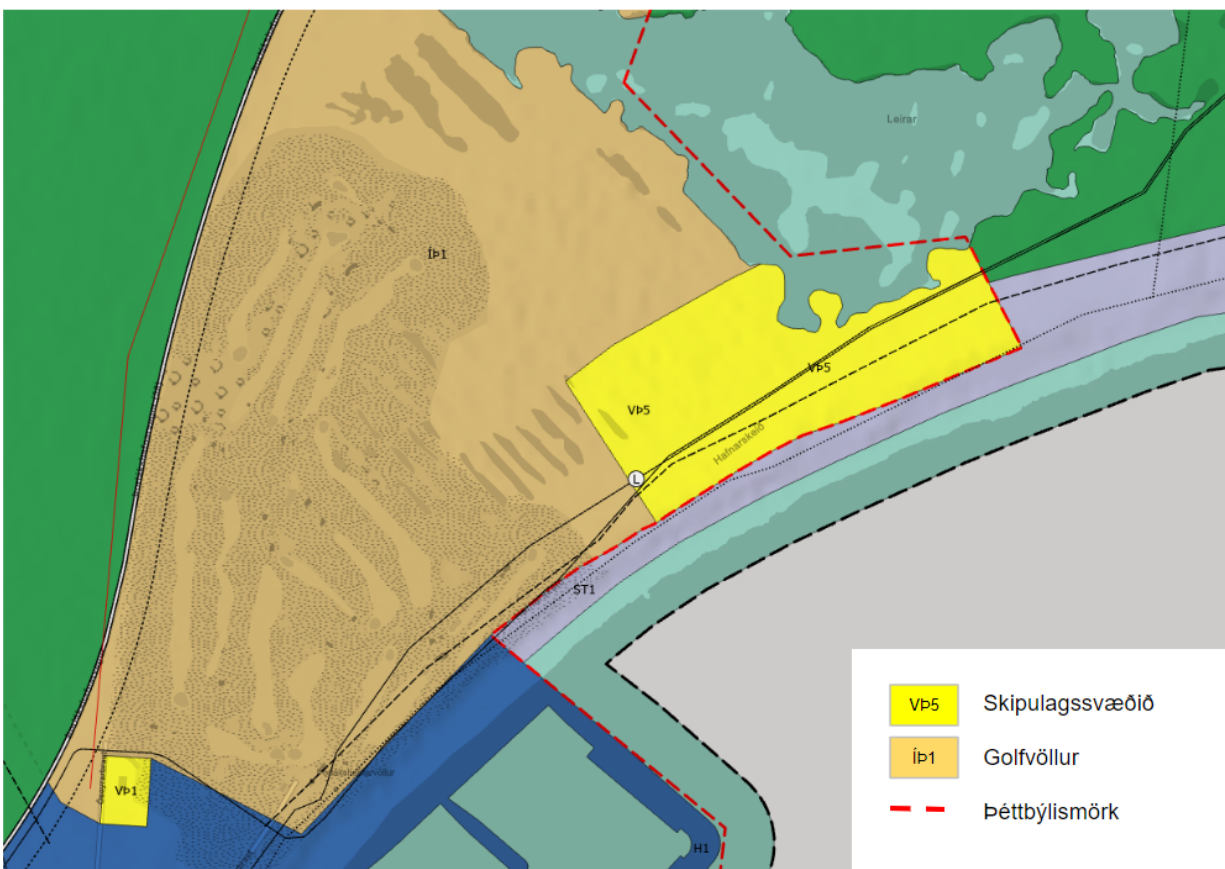 Leirar
ÍÞ1
VÞ5
VÞ5
Hafnarskeið
L
ST1
VÞ1
H1
VÞ5 Skipulagssvæðið
ÍÞ1 Golfvöllur
Þéttbýlismörk